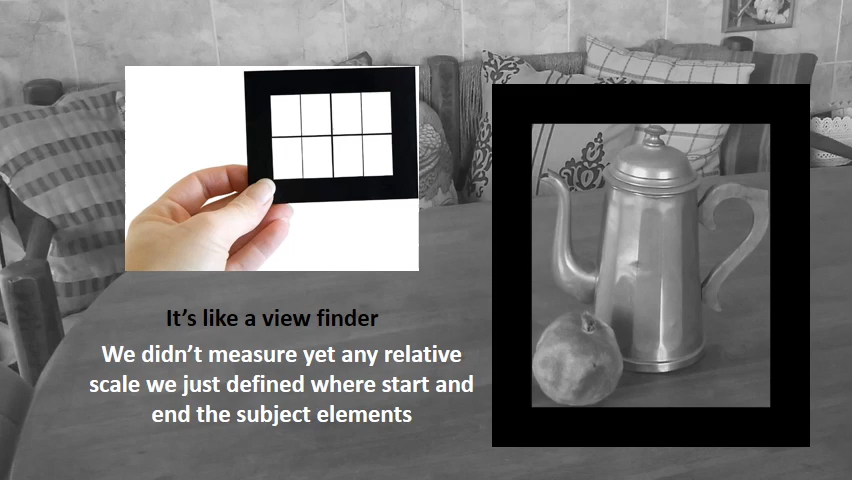 It’s like a view finder
We didn’t measure yet any relative
scale we just defined where start and
end the subject elements